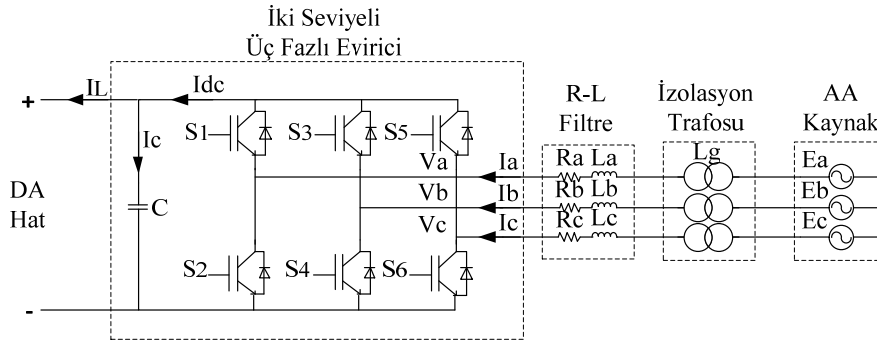 İki Seviyeli
Üç Fazlı Evirici
IL
Idc
+
Ic
S1
S3
S5
R-L
Filtre
İzolasyon
Trafosu
AA
Kaynak
Lg
Va
Ia
Ra
La
Ea
DA
Hat
C
Vb
Ib
Rb
Lb
Eb
Vc
Ic
Rc
Lc
Ec
S2
S4
S6
-